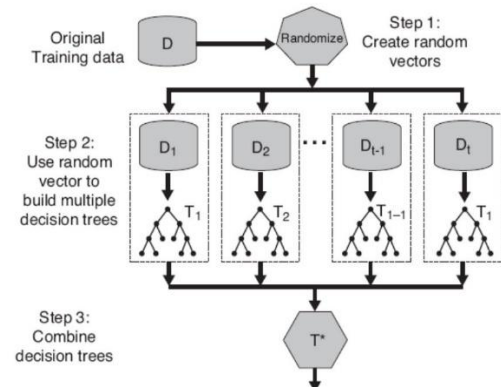 Original
Training data
D
Randomize
Step 1:
Create random
vectors
Step 2:
Use random
vector to
build multiple
decision trees
D1
D2
...
Dt-1
Dt
T1
T2
T1–1
T1
Step 3:
Combine
decision trees
T*